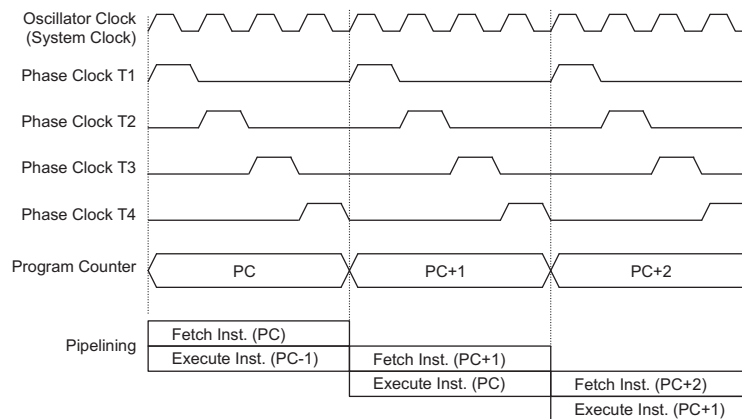 Oscillator Clock
(System Clock)
Phase Clock T1
Phase Clock T2
Phase Clock T3
Phase Clock T4
Program Counter
PC
PC+1
PC+2
Pipelining
Fetch Inst. (PC)
Execute Inst. (PC-1)
Fetch Inst. (PC+1)
Execute Inst. (PC)
Fetch Inst. (PC+2)
Execute Inst. (PC+1)